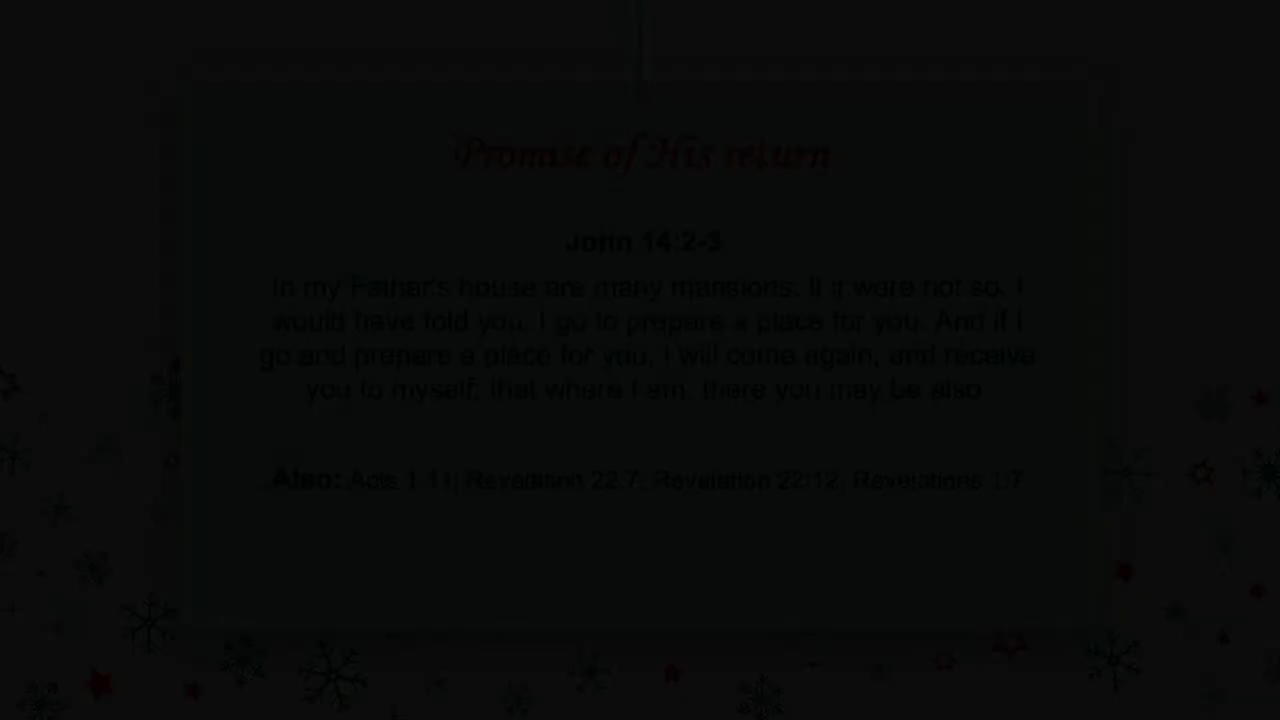 Promise of His return
John 14:2-3
In my Father's house are many mansions. If it were not so, I
would have told you. I go to prepare a place for you. And if I
go and prepare a place for you, I will come again, and receive
you to myself; that where I am, there you may be also
Also: Acts 1:11; Revelation 22:7; Revelation 22:12; Revelations 1:7